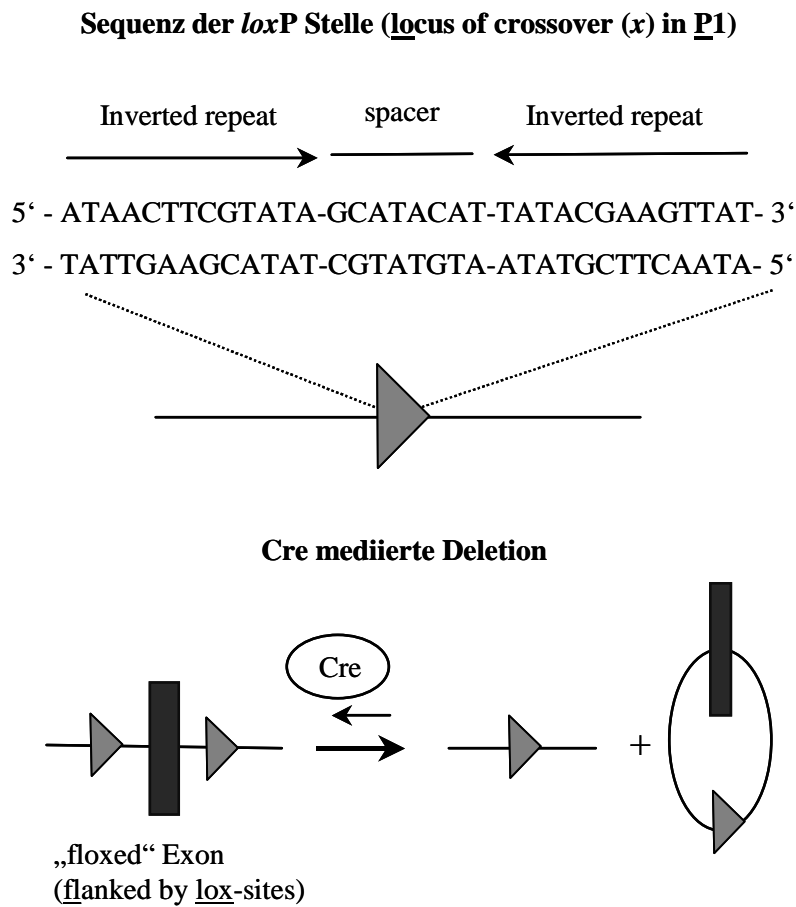 Sequenz der loxP Stelle (locus of crossover (x) in P1)
Inverted repeat spacer Inverted repeat
5‘ - ATAACTTCGTATA-GCATACAT-TATACGAAGTTAT- 3‘
3‘ - TATTGAAGCATAT-CGTATGTA-ATATGCTTCAATA- 5‘
Cre mediierte Deletion
Cre
+
„floxed“ Exon
(flanked by lox-sites)